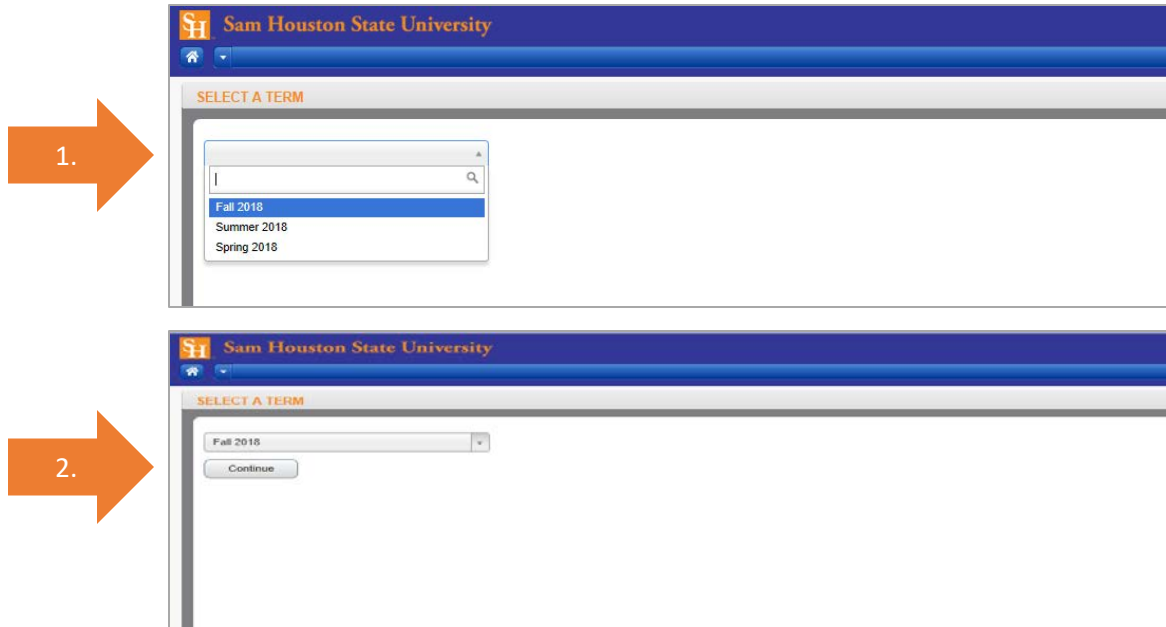 SH Sam Houston State University
SELECT A TERM
1.
Fall 2018
Summer 2018
Spring 2018
SH Sam Houston State University
SELECT A TERM
Fall 2018
2.
Continue